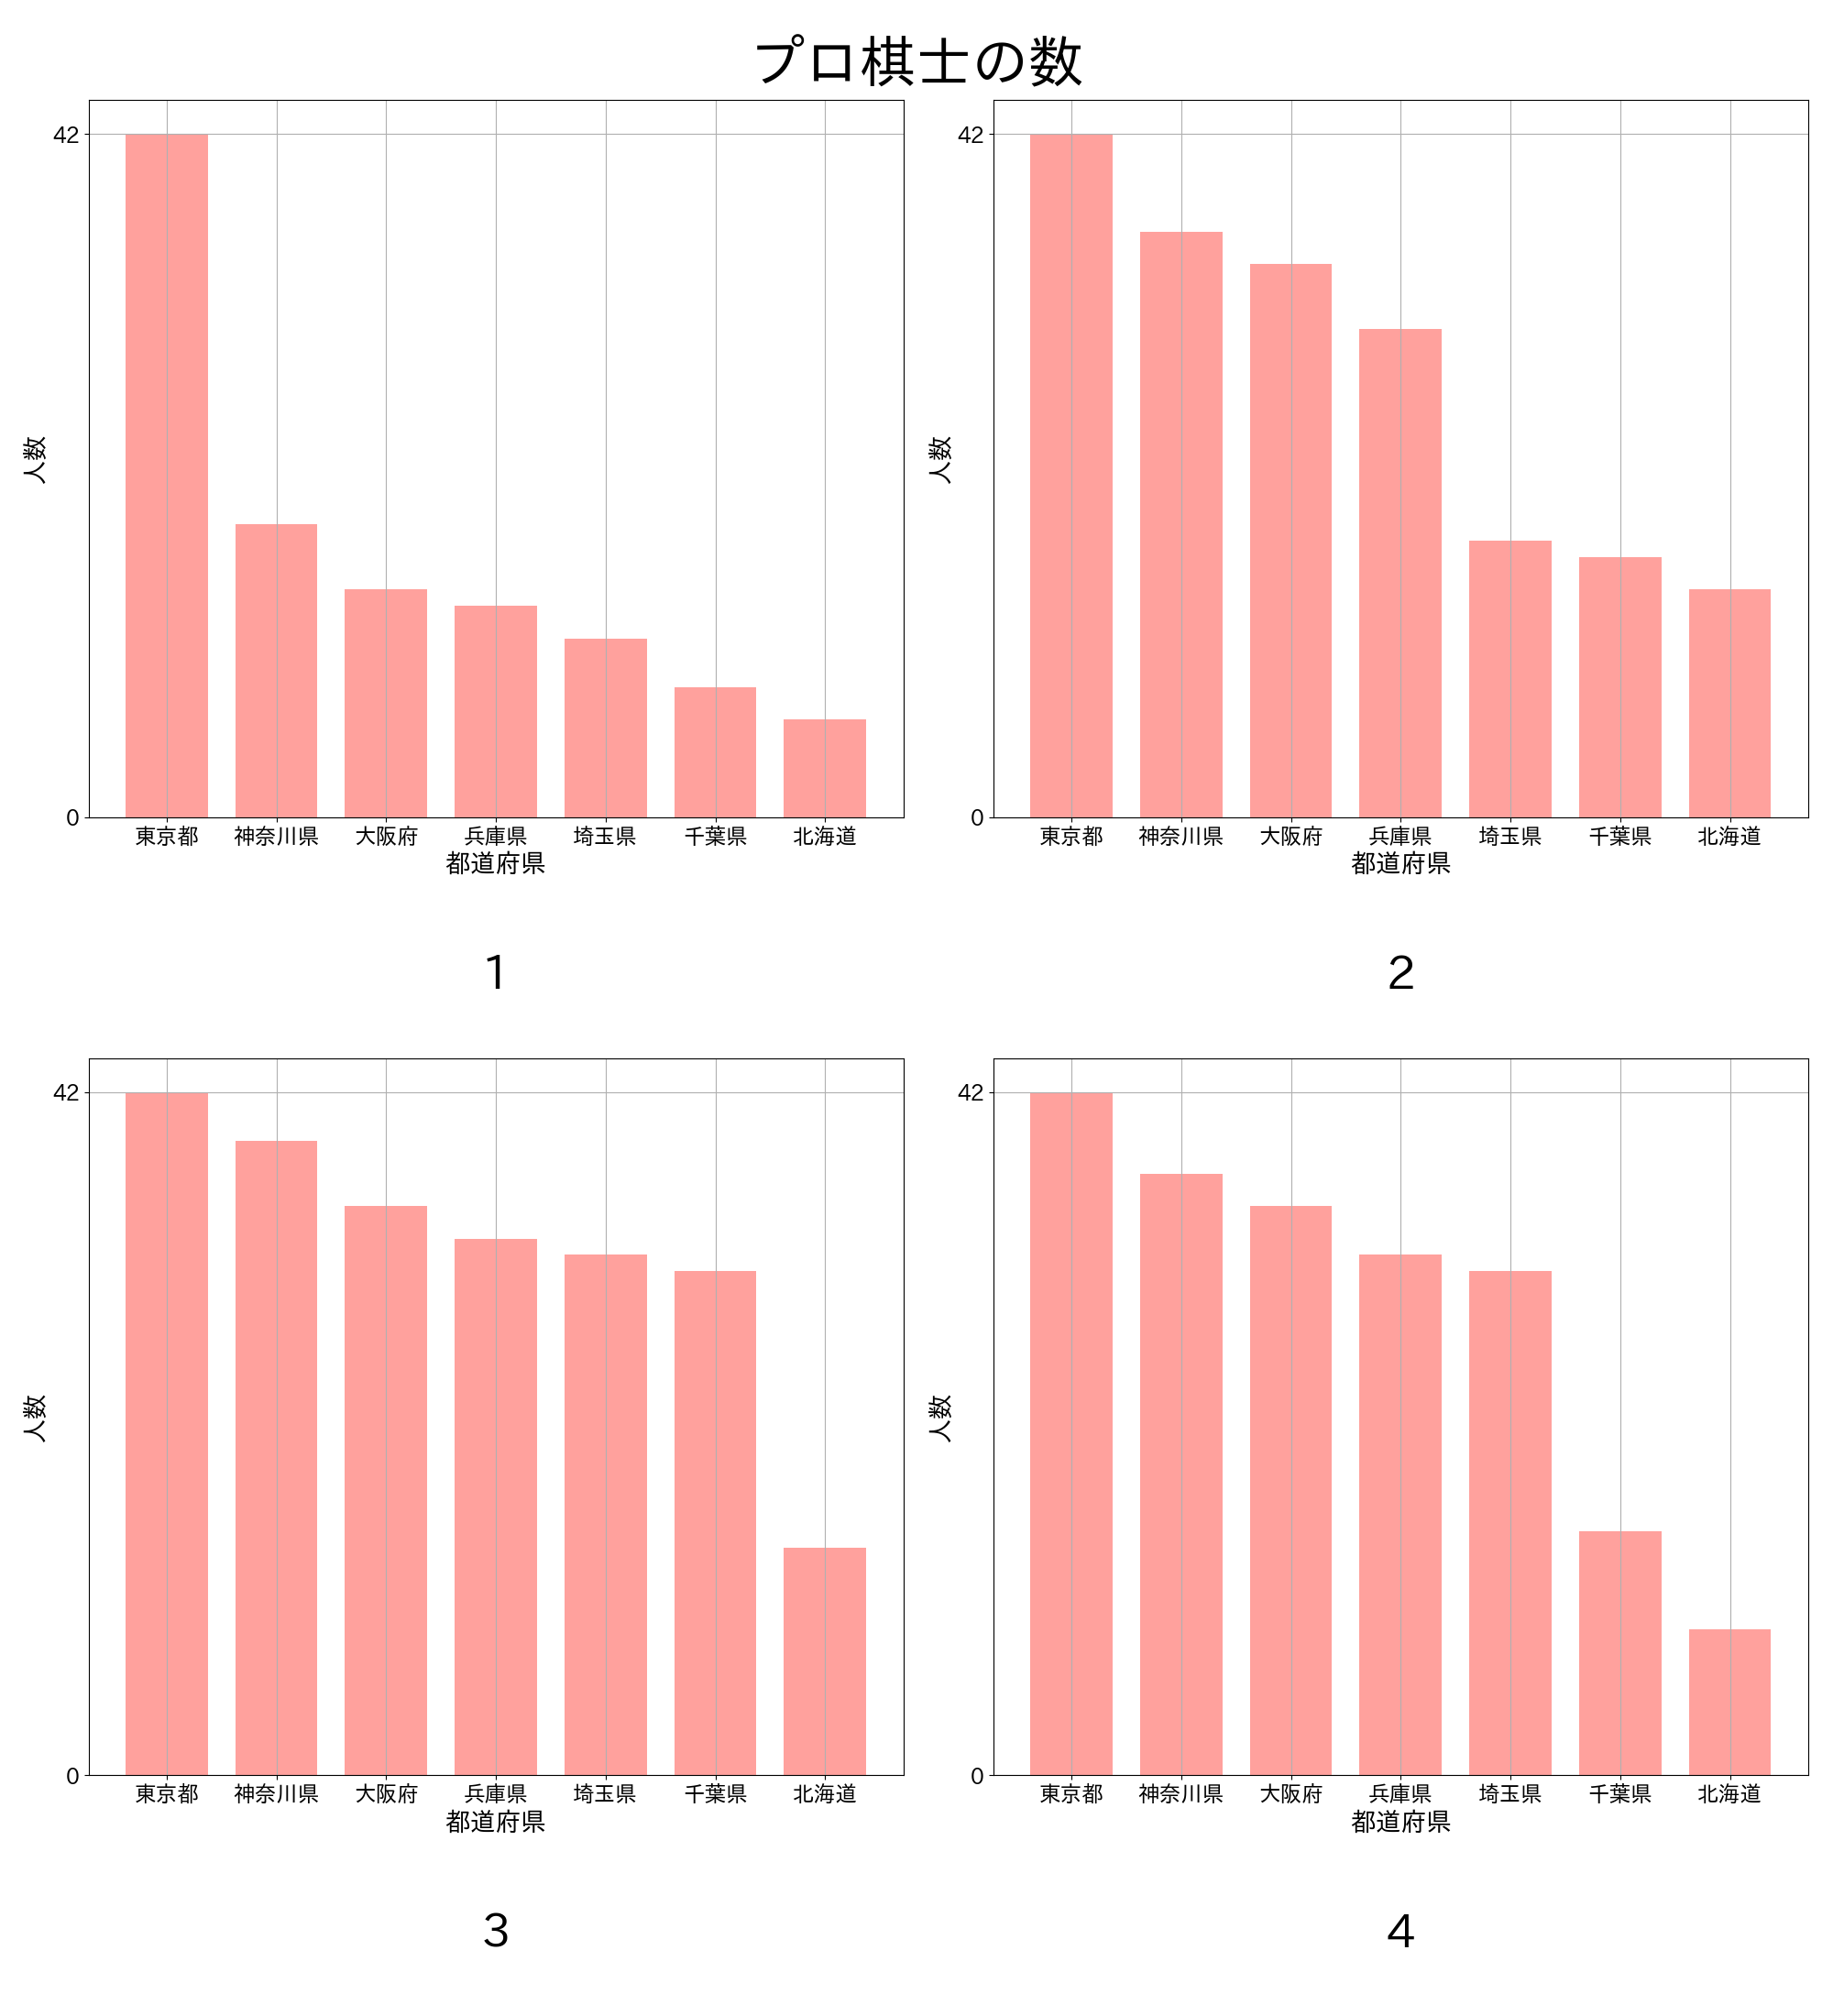 プロ棋士の数
42
人数
0
東京都 神奈川県 大阪府 兵庫県 埼玉県 千葉県 北海道
都道府県
1
42
人数
0
東京都 神奈川県 大阪府 兵庫県 埼玉県 千葉県 北海道
都道府県
2
42
人数
0
東京都 神奈川県 大阪府 兵庫県 埼玉県 千葉県 北海道
都道府県
3
42
人数
0
東京都 神奈川県 大阪府 兵庫県 埼玉県 千葉県 北海道
都道府県
4